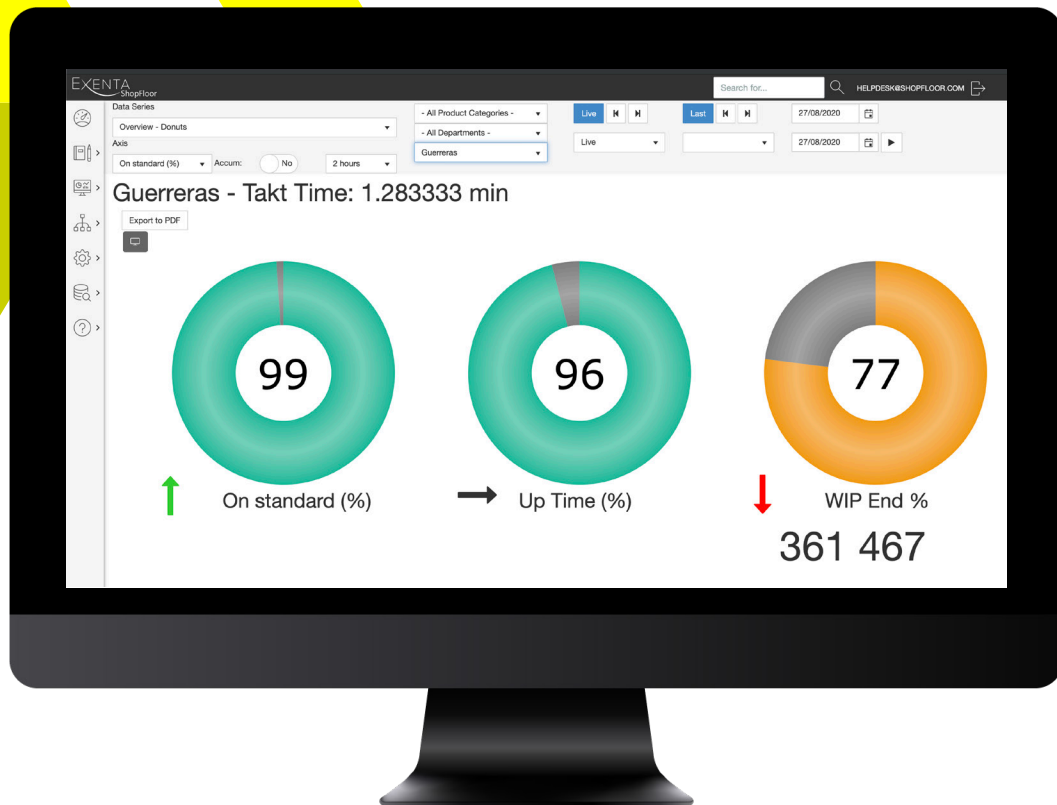 EXENTA
ShopFloor
Search for...
HELPDESK@SHOPFLOOR.COM
Data Series
Overview - Donuts
Axis
On standard (%)
Accum:
No
2 hours
- All Product Categories -
- All Departments -
Guerreras
Live
Last
27/08/2020
Live
27/08/2020
Guerreras - Takt Time: 1.283333 min
Export to PDF
99
96
77
On standard (%)
Up Time (%)
WIP End %
361 467